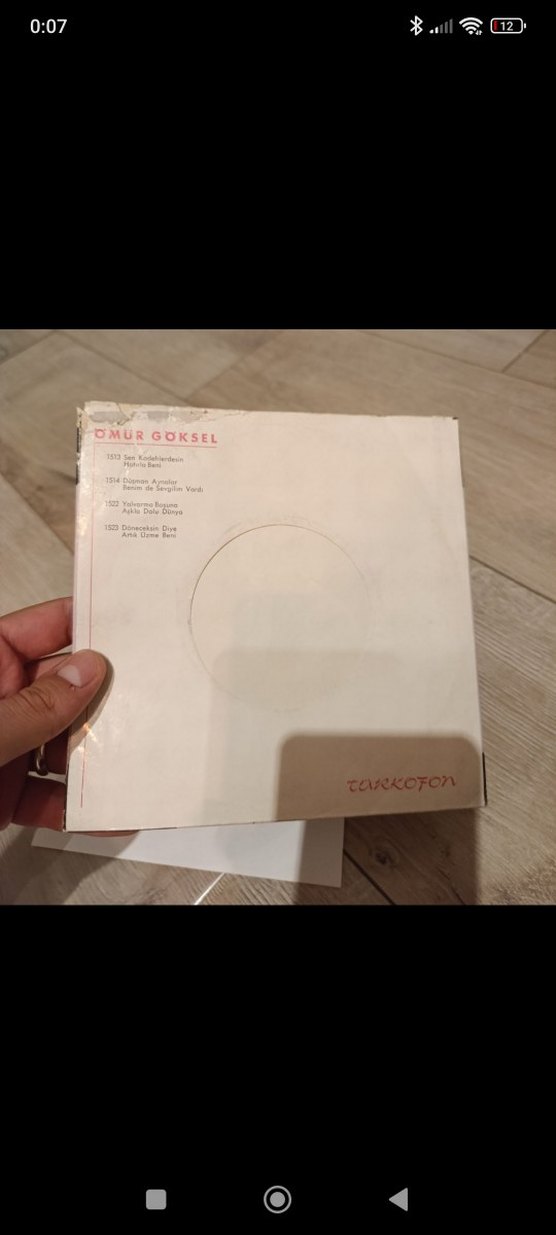 0:07
12
ÖMÜR GÖKSEL
1513 Sen Kadehlerdesin
Hatırla Beni
1514 Düşman Aynalar
Benim de Sevgilim Vardı
1522 Yalvarma Boşuna
Aşkla Dolu Dünya
1523 Döneceksin Diye
Artık Üzme Beni
türkofon